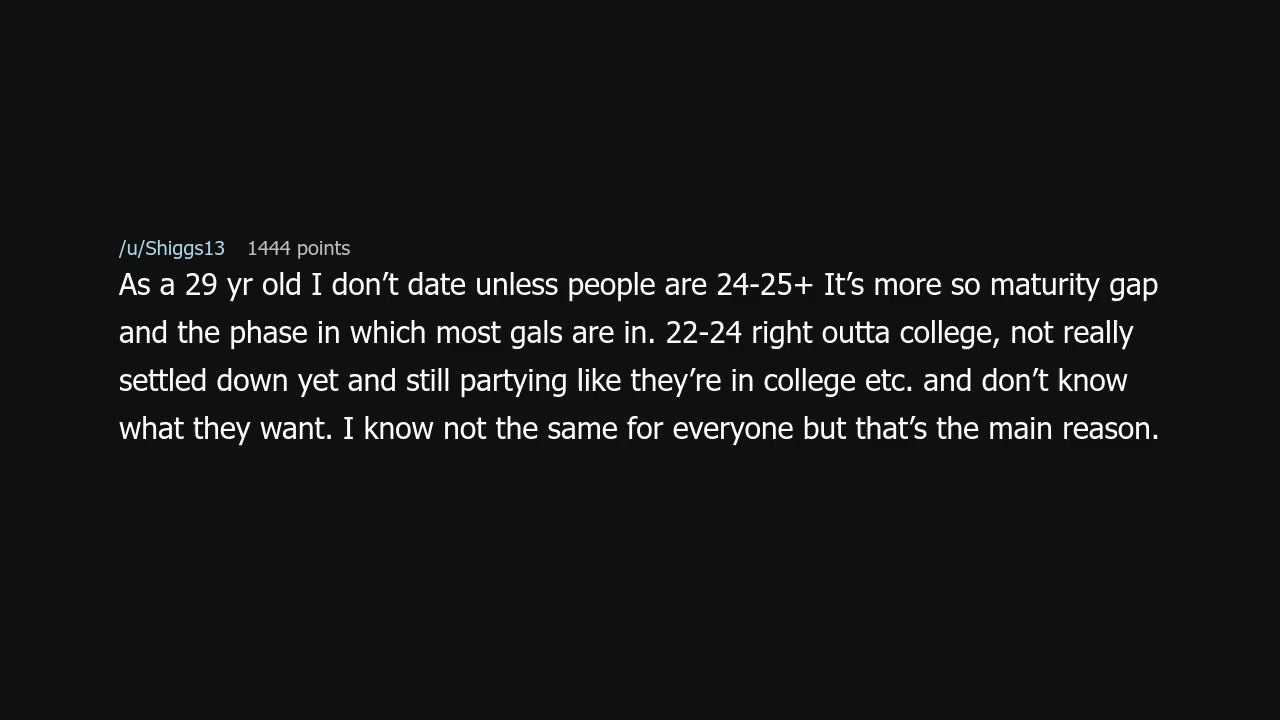 /u/Shiggs13 1444 points
As a 29 yr old I don’t date unless people are 24-25+ It’s more so maturity gap
and the phase in which most gals are in. 22-24 right outta college, not really
settled down yet and still partying like they’re in college etc. and don’t know
what they want. I know not the same for everyone but that’s the main reason.